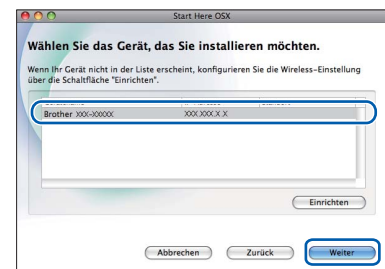 Start Here OSX
Wählen Sie das Gerät, das Sie installieren möchten.
Wenn Ihr Gerät nicht in der Liste erscheint, konfigurieren Sie die Wireless-Einstellung
über die Schaltfläche "Einrichten".
Brother XXX-XXXXX XXX.XXX.X.X
Einrichten
Abbrechen Zurück Weiter